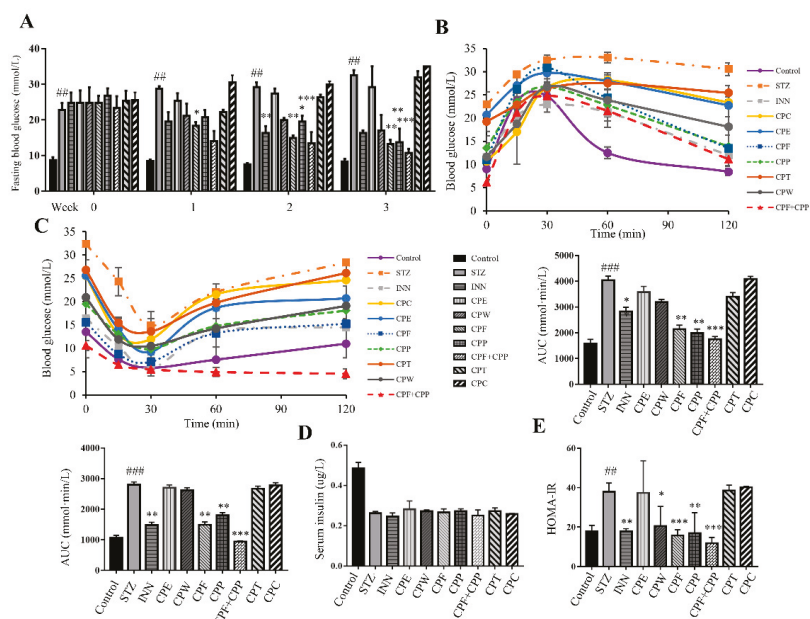 A
Fasting blood glucose (mmol/L)
40
30
20
10
0
##
##
##
##
*
**
**
*
***
**
**
***
Week 0 1 2 3
B
Blood glucose (mmol/L)
35
30
25
20
15
10
5
0
0 30 60 90 120
Time (min)
Control
STZ
INN
CPC
CPE
CPF
CPP
CPT
CPW
CPF+CPP
C
Blood glucose (mmol/L)
35
30
25
20
15
10
5
0
0 30 60 90 120
Time (min)
Control
STZ
INN
CPC
CPE
CPF
CPP
CPT
CPW
CPF+CPP
Control
STZ
INN
CPE
CPW
CPF
CPP
CPF+CPP
CPT
CPC
AUC (mmol·min/L)
5000
4000
3000
2000
1000
0
###
*
**
**
***
Control STZ INN CPE CPW CPF CPP CPF+CPP CPT CPC
AUC (mmol·min/L)
4000
3000
2000
1000
0
###
**
**
**
***
Control STZ INN CPE CPW CPF CPP CPF+CPP CPT CPC
D
Serum insulin (ug/L)
0.6
0.4
0.2
0.0
Control STZ INN CPE CPW CPF CPP CPF+CPP CPT CPC
E
HOMA-IR
60
40
20
0
##
**
*
***
**
***
Control STZ INN CPE CPW CPF CPP CPF+CPP CPT CPC